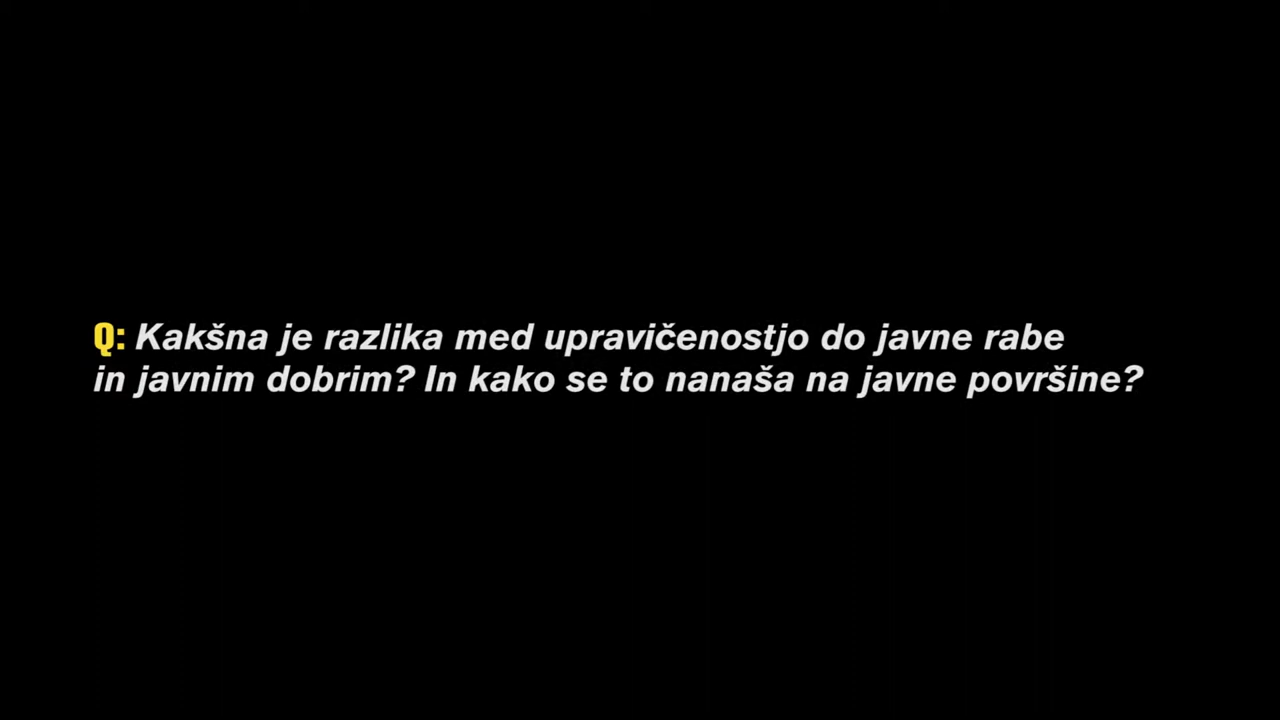 Q: Kakšna je razlika med upravičenostjo do javne rabe
in javnim dobrim? In kako se to nanaša na javne površine?